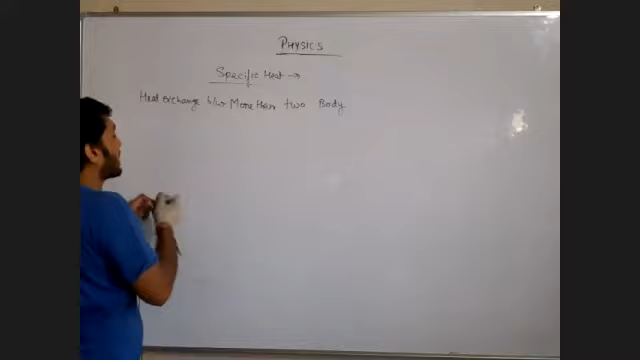 PHYSICS
Specific Heat →
Heat exchange b/w More than two Body